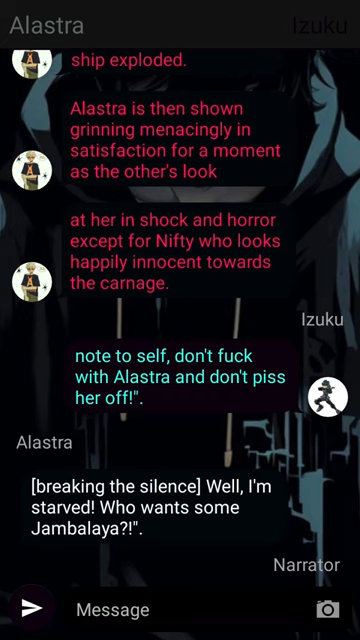 Alastra Izuku
ship exploded.
Alastra is then shown
grinning menacingly in
satisfaction for a moment
as the other's look
at her in shock and horror
except for Nifty who looks
happily innocent towards
the carnage.
Izuku
note to self, don't fuck
with Alastra and don't piss
her off!".
Alastra
[breaking the silence] Well, I'm
starved! Who wants some
Jambalaya?!".
Narrator
Message